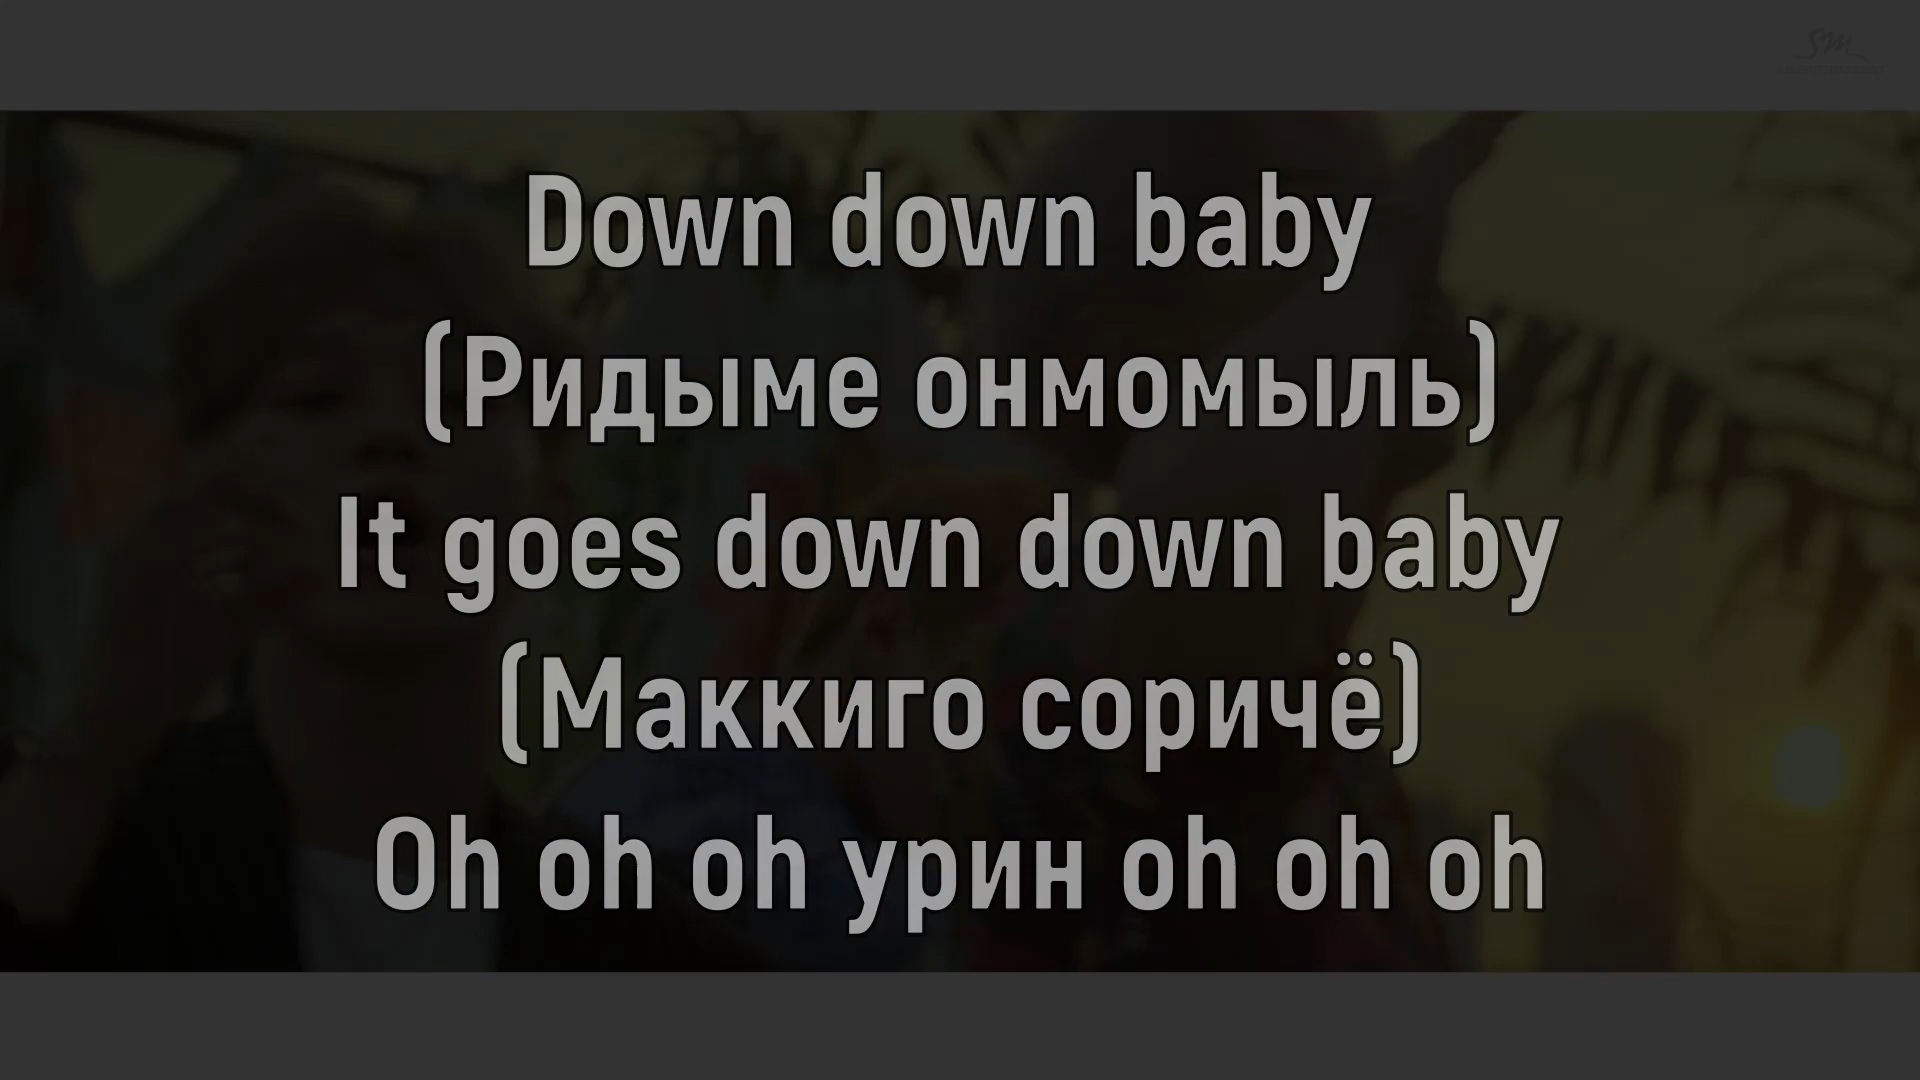 Down down baby
(Ридыме онмомыль)
It goes down down baby
(Маккиго соричё)
Oh oh oh урин oh oh oh